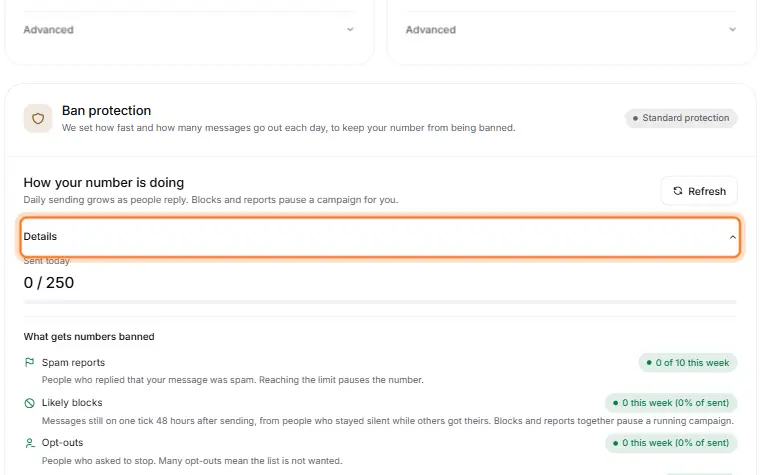 Advanced
Advanced
Ban protection
We set how fast and how many messages go out each day, to keep your number from being banned.
Standard protection
How your number is doing
Daily sending grows as people reply. Blocks and reports pause a campaign for you.
Refresh
Details
Sent today
0 / 250
What gets numbers banned
Spam reports
0 of 10 this week
People who replied that your message was spam. Reaching the limit pauses the number.
Likely blocks
0 this week (0% of sent)
Messages still on one tick 48 hours after sending, from people who stayed silent while others got theirs. Blocks and reports together pause a running campaign.
Opt-outs
0 this week (0% of sent)
People who asked to stop. Many opt-outs mean the list is not wanted.